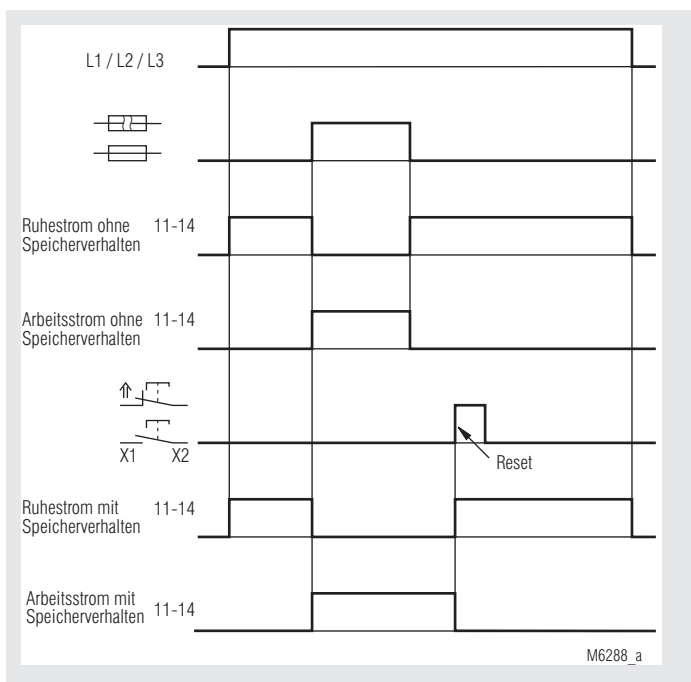 L1 / L2 / L3
Ruhestrom ohne 11-14
Speicherverhalten
Arbeitsstrom ohne 11-14
Speicherverhalten
X1 X2
Reset
Ruhestrom mit 11-14
Speicherverhalten
Arbeitsstrom mit 11-14
Speicherverhalten
M6288_a